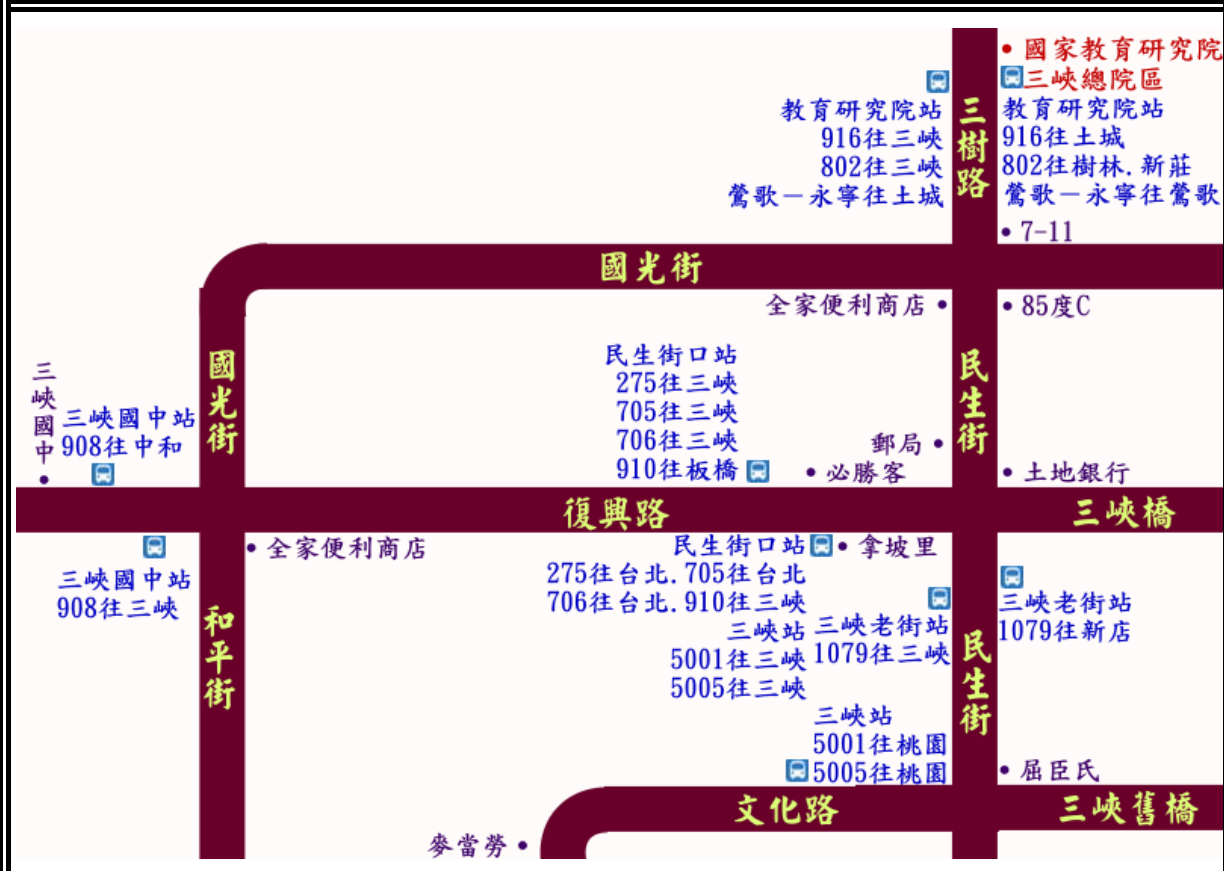 • 國家教育研究院
三峽總院區
教育研究院站
916往三峽
802往三峽
鶯歌－永寧往土城
三樹路
教育研究院站
916往土城
802往樹林.新莊
鶯歌－永寧往鶯歌
• 7-11
國光街
全家便利商店 •
• 85度C
三峽國中 •
三峽國中站
908往中和
國光街
民生街口站
275往三峽
705往三峽
706往三峽
910往板橋
郵局 •
• 必勝客
民生街
• 土地銀行
復興路
三峽橋
三峽國中站
908往三峽
• 全家便利商店
和平街
民生街口站
• 拿坡里
275往台北.705往台北
706往台北.910往三峽
三峽站
5001往三峽
5005往三峽
三峽老街站
1079往三峽
三峽站
5001往桃園
5005往桃園
民生街
三峽老街站
1079往新店
• 屈臣氏
文化路
三峽舊橋
麥當勞 •